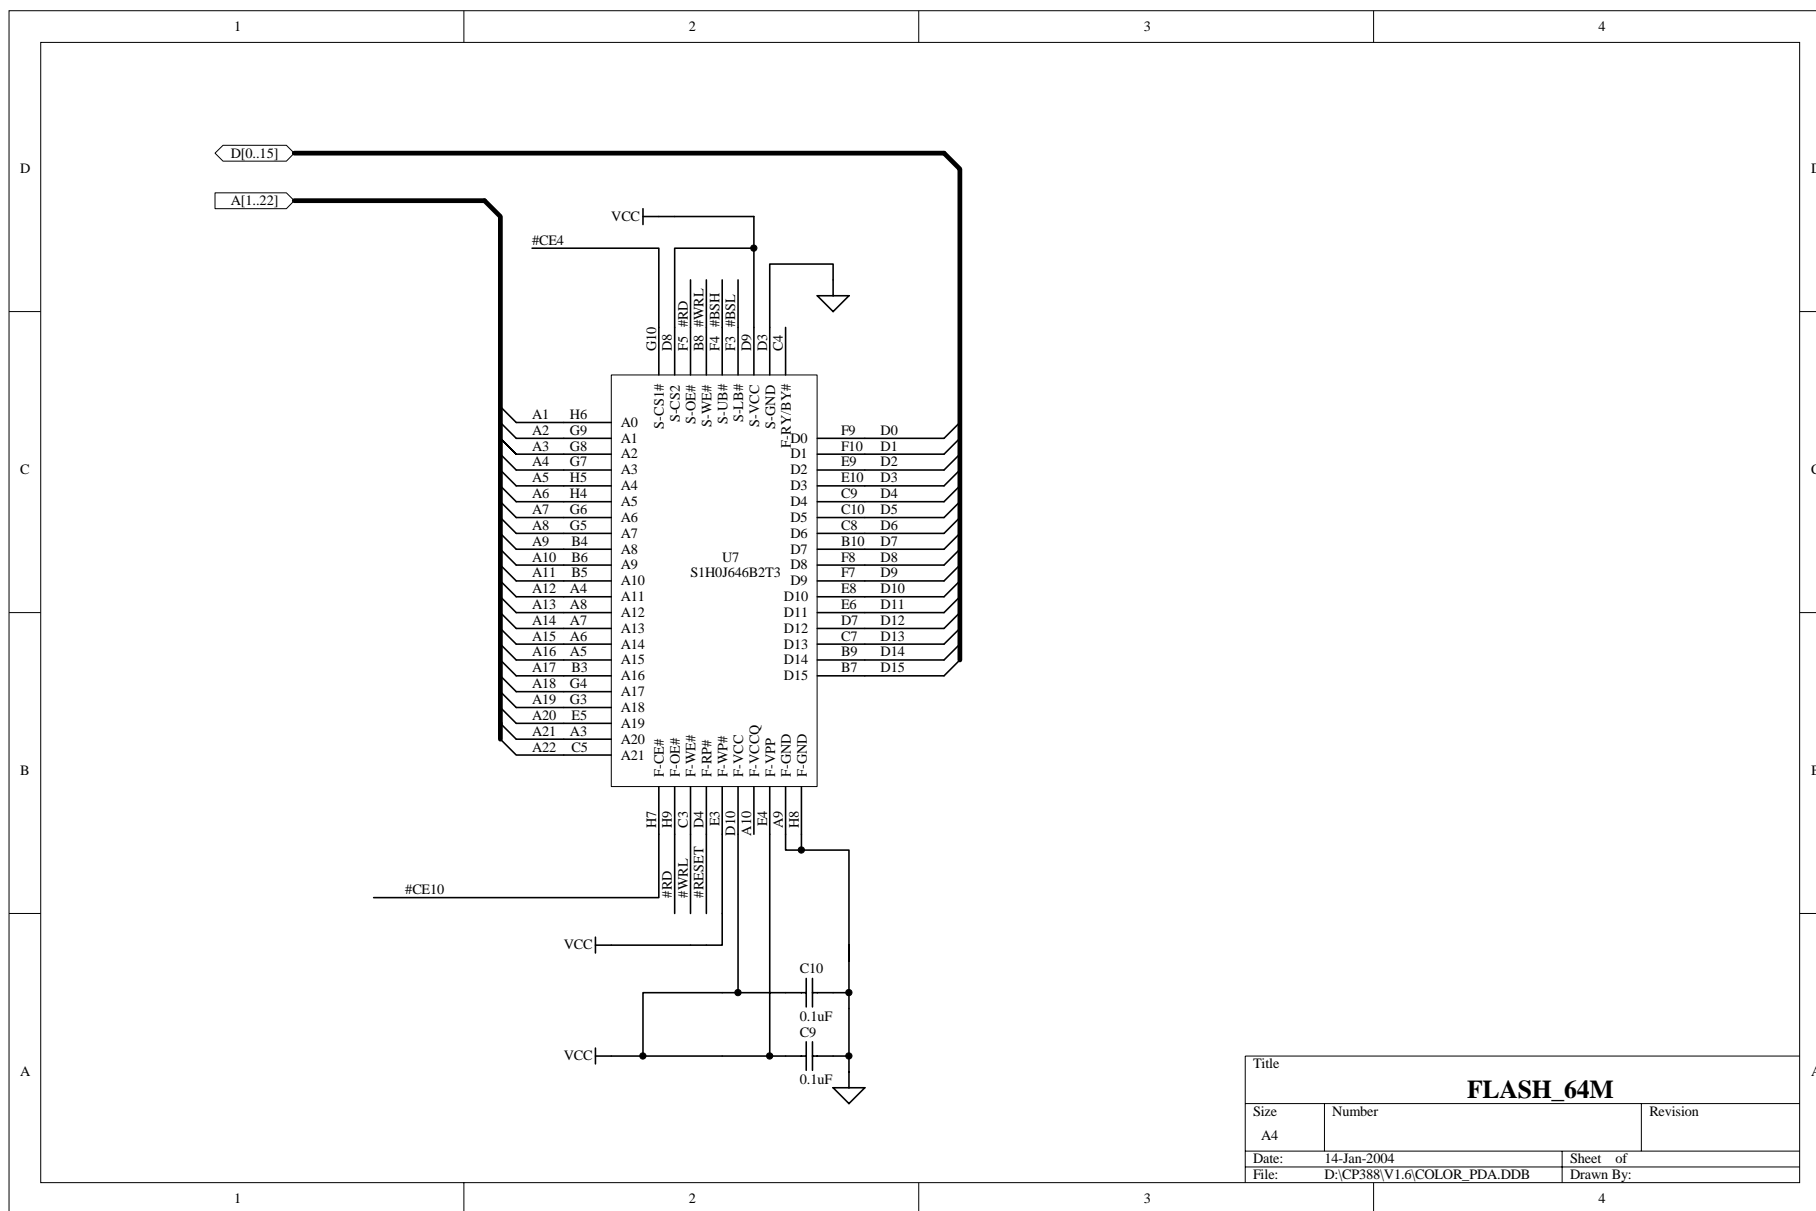 1 2 3 4
D D
C C
B B
A A
D[0..15]
A[1..22]
VCC
#CE4
G10 D8 F5 #RD B8 #WRL F4 #BSH F3 #BSL D9 D3 C4
S-CS1# S-CS2 S-OE# S-WE# S-UB# S-LB# S-VCC S-GND F-RY/BY#
A1 H6 A0
A2 G9 A1
A3 G8 A2
A4 G7 A3
A5 H5 A4
A6 H4 A5
A7 G6 A6
A8 G5 A7
A9 B4 A8
A10 B6 A9
A11 B5 A10
A12 A4 A11
A13 A8 A12
A14 A7 A13
A15 A6 A14
A16 A5 A15
A17 B3 A16
A18 G4 A17
A19 G3 A18
A20 E5 A19
A21 A3 A20
A22 C5 A21
U7
S1H0J646B2T3
D0 F9 D0
D1 F10 D1
D2 E9 D2
D3 E10 D3
D4 C9 D4
D5 C10 D5
D6 C8 D6
D7 B10 D7
D8 F8 D8
D9 F7 D9
D10 E8 D10
D11 E6 D11
D12 D7 D12
D13 C7 D13
D14 B9 D14
D15 B7 D15
F-CE# F-OE# F-WE# F-RP# F-WP# F-VCC F-VCCQ F-VPP F-GND F-GND
H7 H9 C3 D4 E3 D10 A10 E4 A9 H8
#RD #WRL #RESET
#CE10
VCC
C10
0.1uF
C9
VCC
0.1uF
Title
FLASH_64M
Size Number Revision
A4
Date: 14-Jan-2004 Sheet of
File: D:\CP388\V1.6\COLOR_PDA.DDB Drawn By:
1 2 3 4